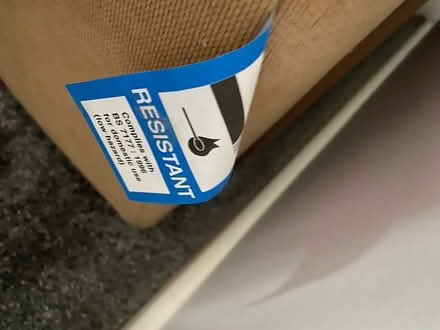 RESISTANT
Complies with
BS 7177 : 1996
for domestic use
(low hazard)